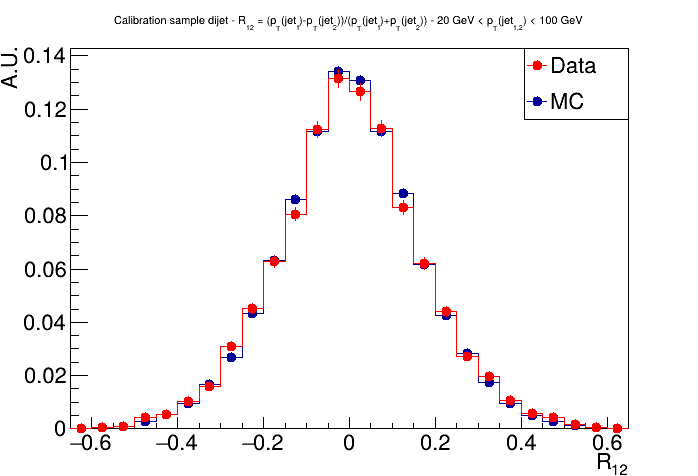 Calibration sample dijet - R12 = (pT(jet1)-pT(jet2))/(pT(jet1)+pT(jet2)) - 20 GeV < pT(jet1,2) < 100 GeV
A.U.
Data
MC
0.14
0.12
0.1
0.08
0.06
0.04
0.02
0
−0.6 −0.4 −0.2 0 0.2 0.4 0.6
R12